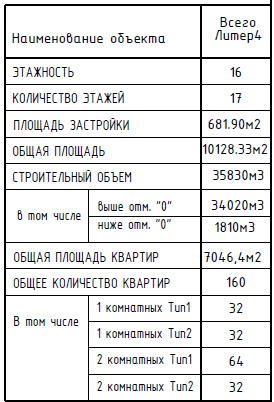 Наименование объекта Всего Литер4
ЭТАЖНОСТЬ 16
КОЛИЧЕСТВО ЭТАЖЕЙ 17
ПЛОЩАДЬ ЗАСТРОЙКИ 681.90м2
ОБЩАЯ ПЛОЩАДЬ 10128.33м2
СТРОИТЕЛЬНЫЙ ОБЪЕМ 35830м3
в том числе
выше отм. "0" 34020м3
ниже отм. "0" 1810м3
ОБЩАЯ ПЛОЩАДЬ КВАРТИР 7046,4м2
ОБЩЕЕ КОЛИЧЕСТВО КВАРТИР 160
В том числе
1 комнатных Тип1 32
1 комнатных Тип2 32
2 комнатных Тип1 64
2 комнатных Тип2 32